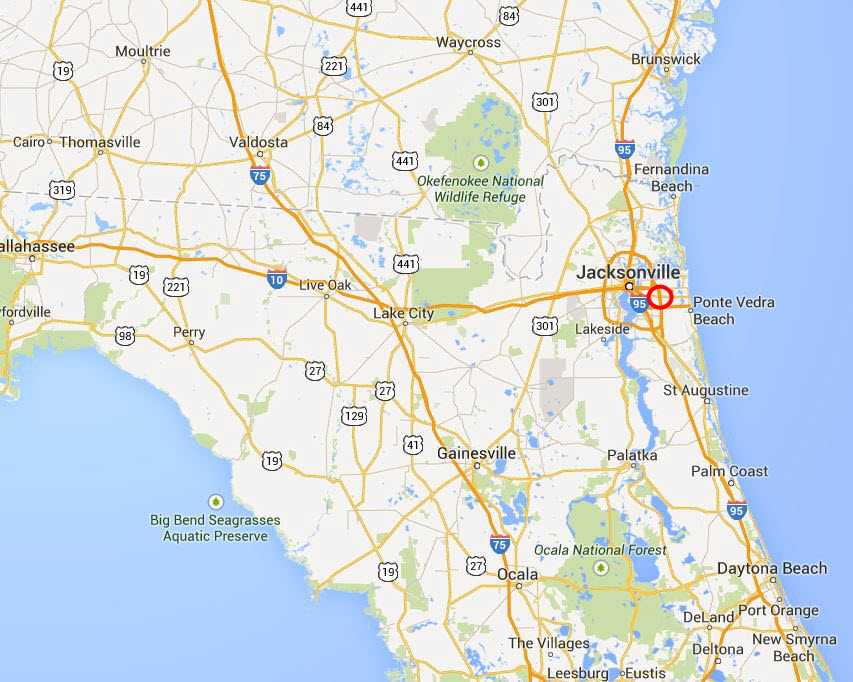 441
84
Moultrie
Waycross
221
19
Brunswick
301
84
Cairo
Thomasville
Valdosta
95
441
75
Okefenokee National
Wildlife Refuge
Fernandina
Beach
319
allahassee
19
221
10
Live Oak
441
Jacksonville
95
Ponte Vedra
Beach
fordville
98
Perry
Lake City
301
Lakeside
27
27
129
St Augustine
41
19
Gainesville
Palatka
Palm Coast
Big Bend Seagrasses
Aquatic Preserve
95
75
Ocala National Forest
19
27
Ocala
Daytona Beach
DeLand
Port Orange
The Villages
New Smyrna
Beach
Deltona
Leesburg
Eustis